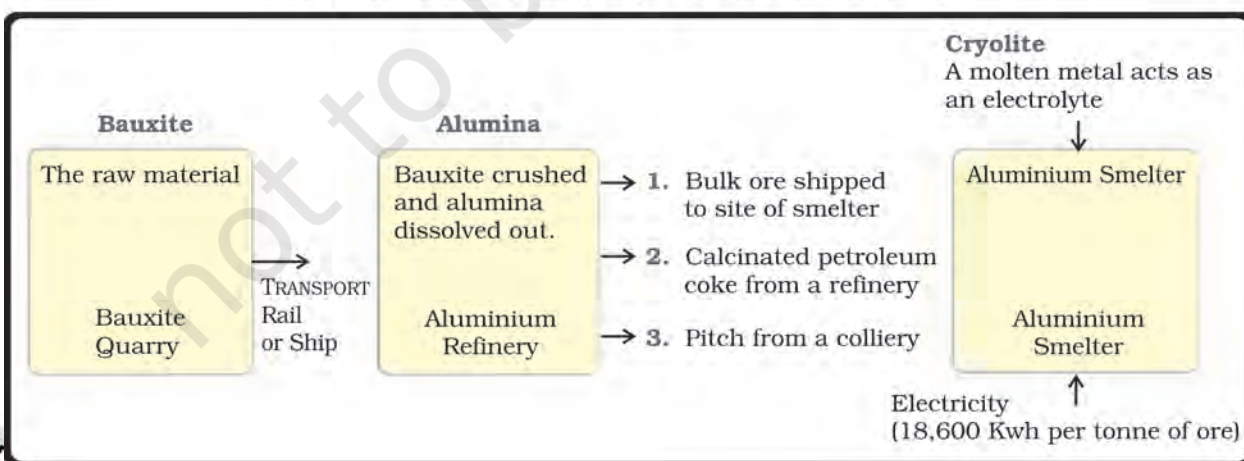 Cryolite
A molten metal acts as
an electrolyte
Bauxite
The raw material
Bauxite
Quarry
TRANSPORT
Rail
or Ship
Alumina
Bauxite crushed
and alumina
dissolved out.
Aluminium
Refinery
1. Bulk ore shipped
to site of smelter
2. Calcinated petroleum
coke from a refinery
3. Pitch from a colliery
Aluminium Smelter
Aluminium
Smelter
Electricity
(18,600 Kwh per tonne of ore)
not to b